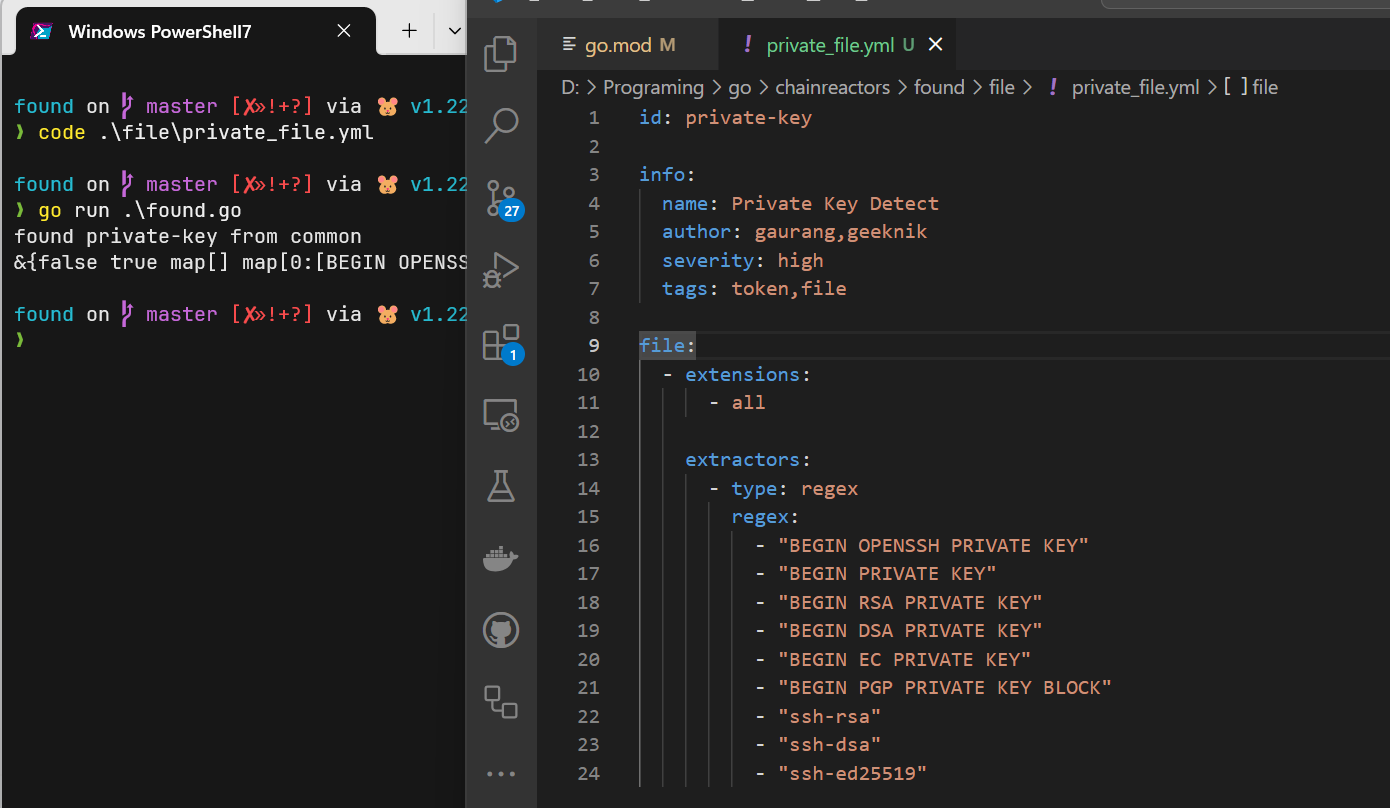 Windows PowerShell7
found on master [✘»!+?] via 🐹 v1.22
❯ code .\file\private_file.yml
found on master [✘»!+?] via 🐹 v1.22
❯ go run .\found.go
found private-key from common
&{false true map[] map[0:[BEGIN OPENSS
found on master [✘»!+?] via 🐹 v1.22
❯
27
1
go.mod M
! private_file.yml U
D: > Programing > go > chainreactors > found > file > ! private_file.yml > [ ] file
1 id: private-key
2
3 info:
4   name: Private Key Detect
5   author: gaurang,geeknik
6   severity: high
7   tags: token,file
8
9 file:
10   - extensions:
11       - all
12
13     extractors:
14       - type: regex
15         regex:
16           - "BEGIN OPENSSH PRIVATE KEY"
17           - "BEGIN PRIVATE KEY"
18           - "BEGIN RSA PRIVATE KEY"
19           - "BEGIN DSA PRIVATE KEY"
20           - "BEGIN EC PRIVATE KEY"
21           - "BEGIN PGP PRIVATE KEY BLOCK"
22           - "ssh-rsa"
23           - "ssh-dsa"
24           - "ssh-ed25519"